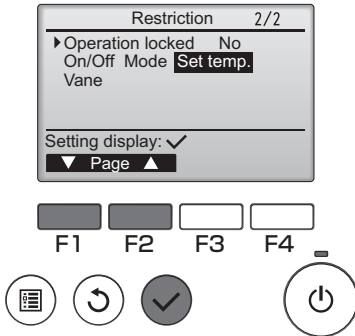 Restriction 2/2
Operation locked No
On/Off Mode Set temp.
Vane
Setting display: ✓
▼ Page ▲
F1 F2 F3 F4